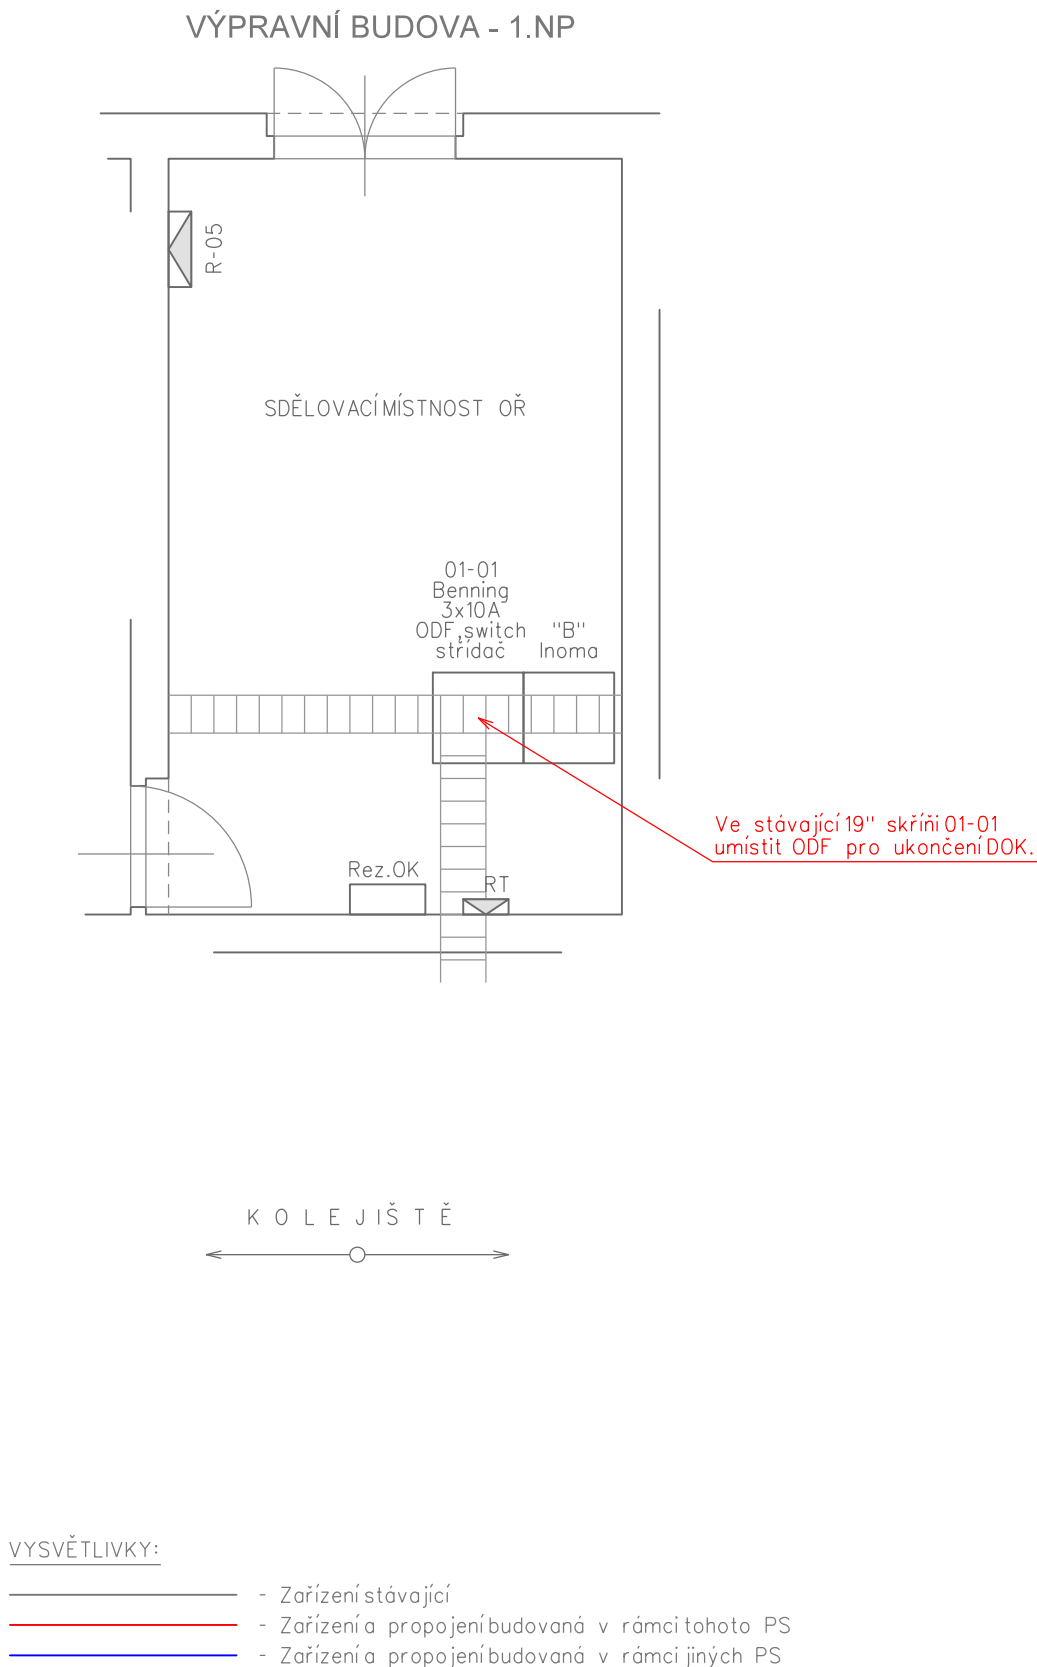 VÝPRAVNÍ BUDOVA - 1.NP
R-05
SDĚLOVACÍ MÍSTNOST OŘ
01-01
Benning
3x10A
ODF,switch
střídač
"B"
Inoma
Ve stávající 19" skříňi 01-01
umístit ODF pro ukončení DOK.
Rez.OK
RT
KOLEJIŠTĚ
VYSVĚTLIVKY:
- Zařízení stávající
- Zařízení a propojení budovaná v rámci tohoto PS
- Zařízení a propojení budovaná v rámci jiných PS